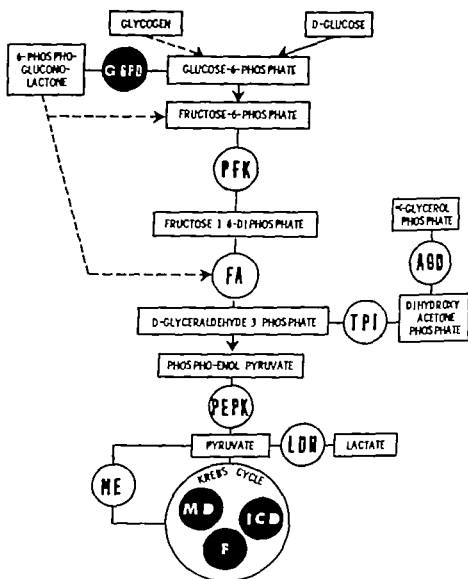 GLYCOGEN
D-GLUCOSE
6-PHOSPHO-
GLUCONO-
LACTONE
G6PD
GLUCOSE-6-PHOSPHATE
FRUCTOSE-6-PHOSPHATE
PFK
FRUCTOSE 1 6-DIPHOSPHATE
∝-GLYCEROL
PHOSPHATE
AGD
FA
D-GLYCERALDEHYDE 3 PHOSPHATE
TPI
DIHYDROXY
ACETONE
PHOSPHATE
PHOSPHO-ENOL PYRUVATE
PEPK
PYRUVATE
LDH
LACTATE
ME
KREBS CYCLE
MD
ICD
F